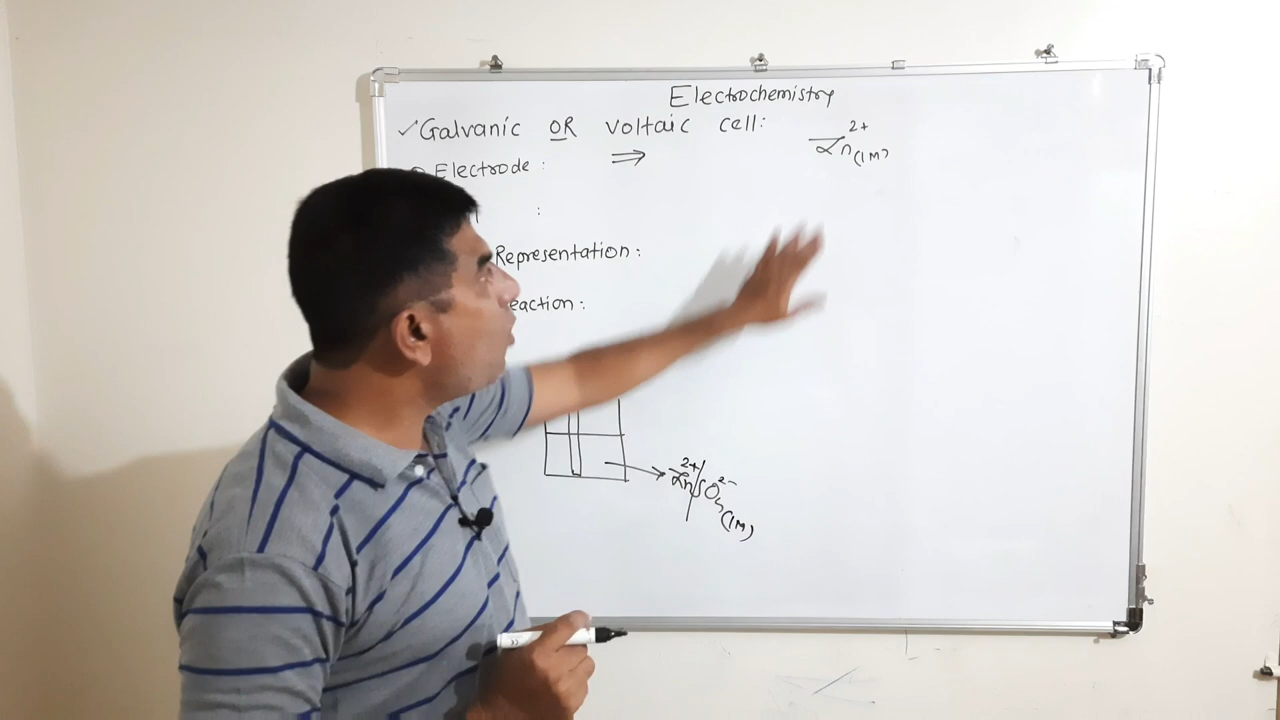 Electrochemistry
✓Galvanic OR voltaic cell: Zn²⁺(1M)
Electrode : ⇒
:
Representation:
eaction:
→ Zn²⁺/SO₄²⁻(1M)